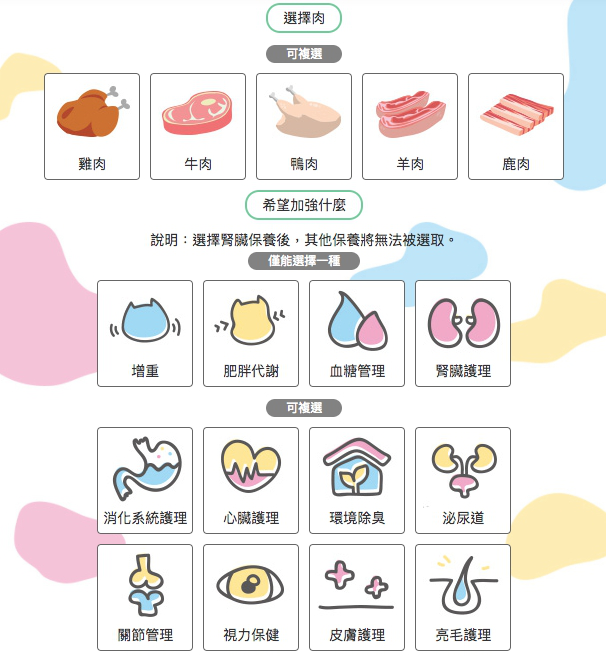 選擇肉
可複選
雞肉
牛肉
鴨肉
羊肉
鹿肉
希望加強什麼
說明：選擇腎臟保養後，其他保養將無法被選取。
僅能選擇一種
增重
肥胖代謝
血糖管理
腎臟護理
可複選
消化系統護理
心臟護理
環境除臭
泌尿道
關節管理
視力保健
皮膚護理
亮毛護理